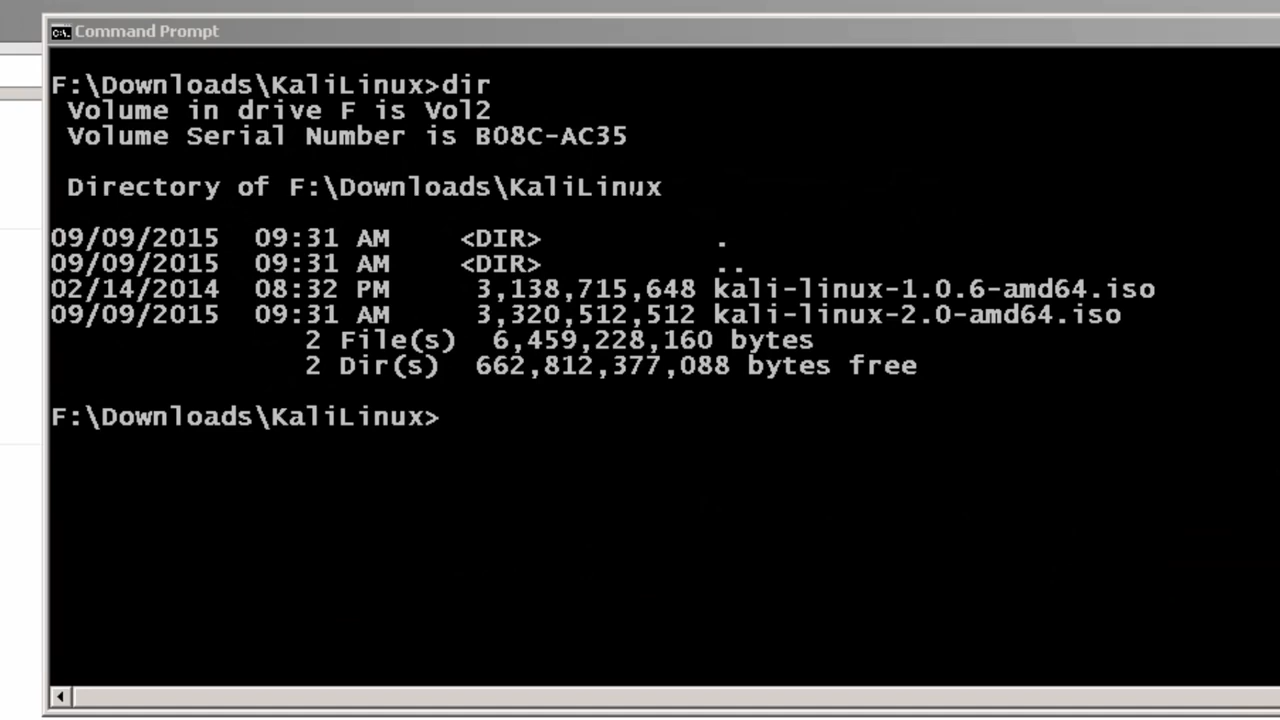 Command Prompt
F:\Downloads\KaliLinux>dir
Volume in drive F is Vol2
Volume Serial Number is B08C-AC35
Directory of F:\Downloads\KaliLinux
09/09/2015 09:31 AM <DIR> .
09/09/2015 09:31 AM <DIR> ..
02/14/2014 08:32 PM 3,138,715,648 kali-linux-1.0.6-amd64.iso
09/09/2015 09:31 AM 3,320,512,512 kali-linux-2.0-amd64.iso
2 File(s) 6,459,228,160 bytes
2 Dir(s) 662,812,377,088 bytes free
F:\Downloads\KaliLinux>